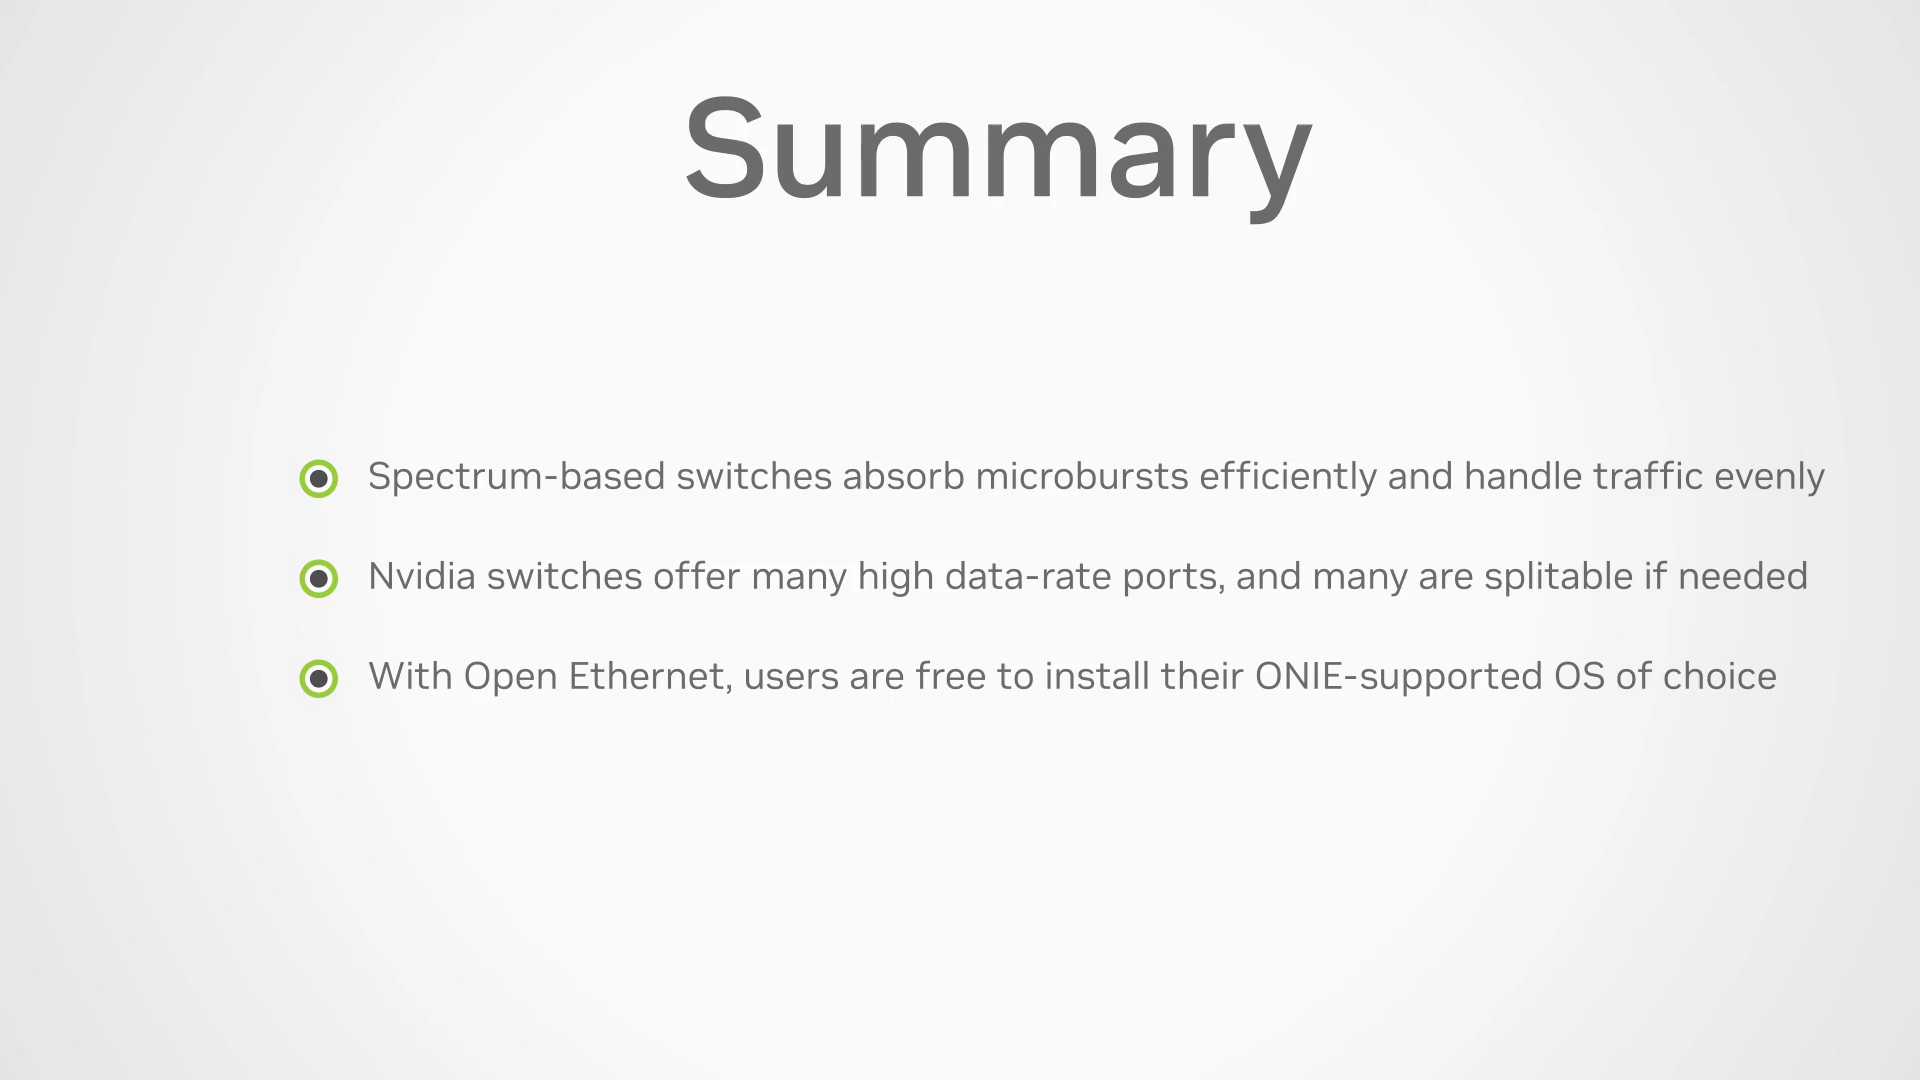 Summary
Spectrum-based switches absorb microbursts efficiently and handle traffic evenly
Nvidia switches offer many high data-rate ports, and many are splitable if needed
With Open Ethernet, users are free to install their ONIE-supported OS of choice